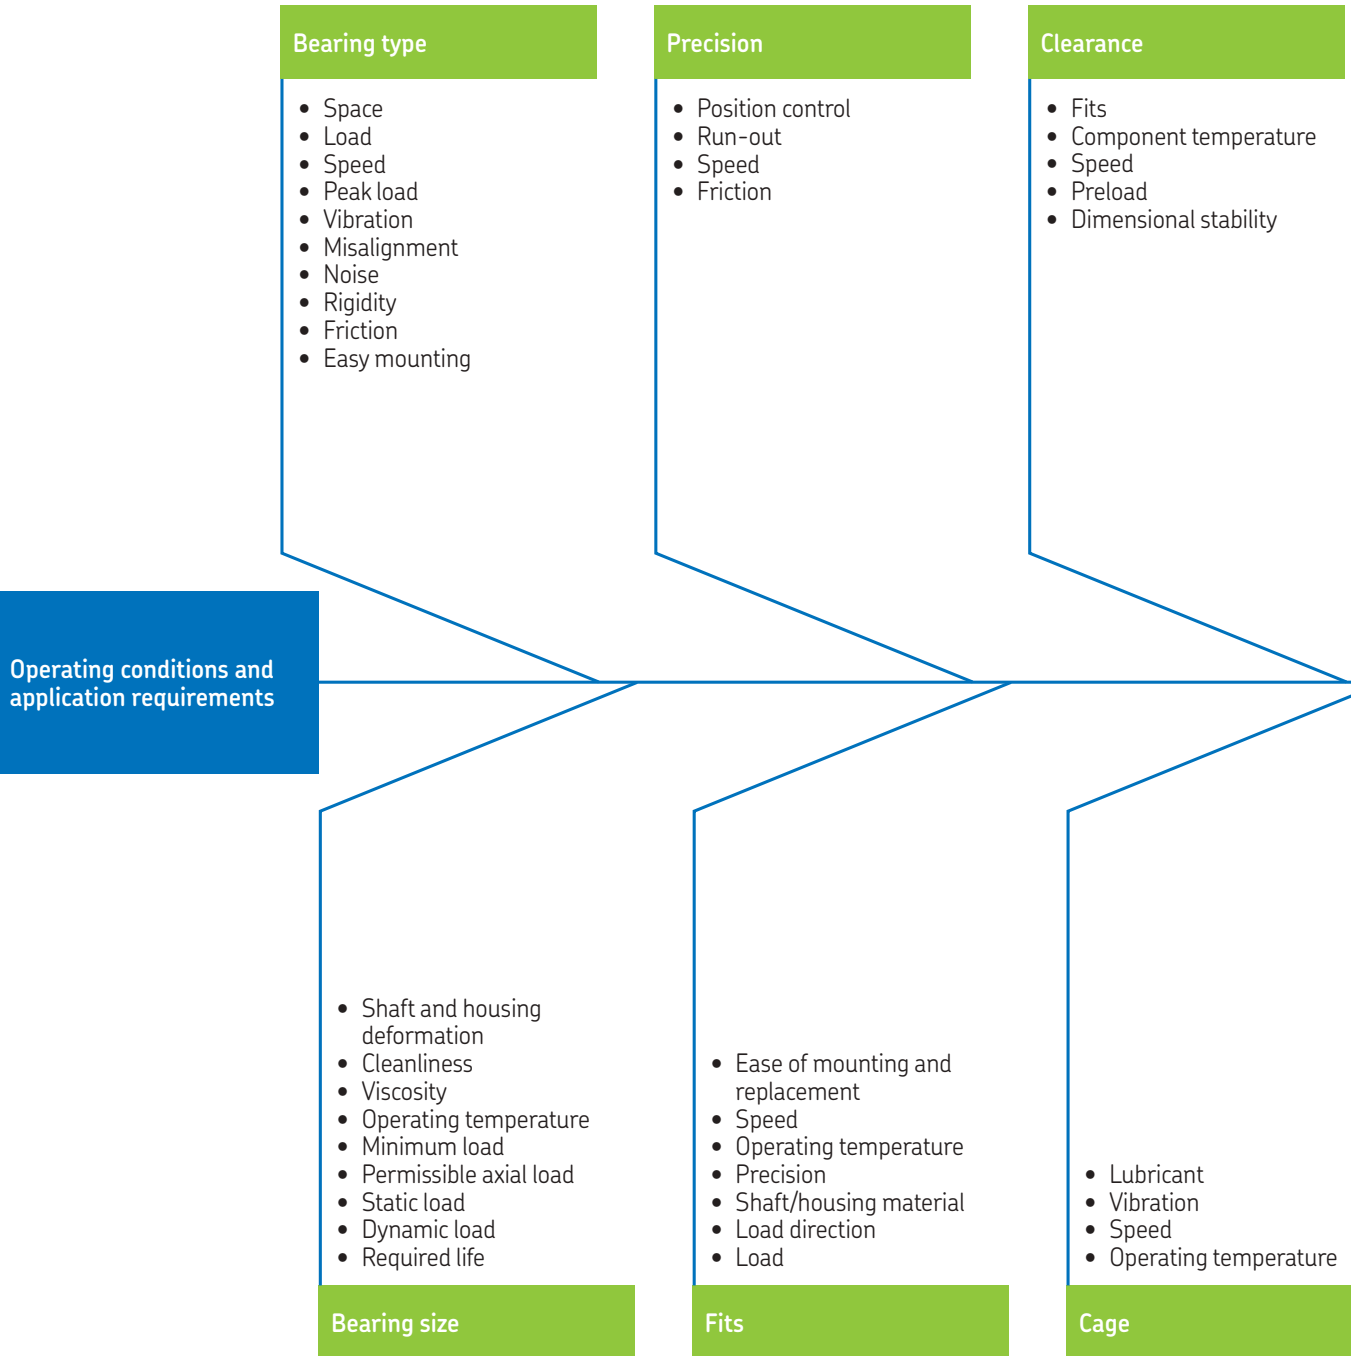 Bearing type
• Space
• Load
• Speed
• Peak load
• Vibration
• Misalignment
• Noise
• Rigidity
• Friction
• Easy mounting
Precision
• Position control
• Run-out
• Speed
• Friction
Clearance
• Fits
• Component temperature
• Speed
• Preload
• Dimensional stability
Operating conditions and
application requirements
• Shaft and housing
deformation
• Cleanliness
• Viscosity
• Operating temperature
• Minimum load
• Permissible axial load
• Static load
• Dynamic load
• Required life
Bearing size
• Ease of mounting and
replacement
• Speed
• Operating temperature
• Precision
• Shaft/housing material
• Load direction
• Load
Fits
• Lubricant
• Vibration
• Speed
• Operating temperature
Cage